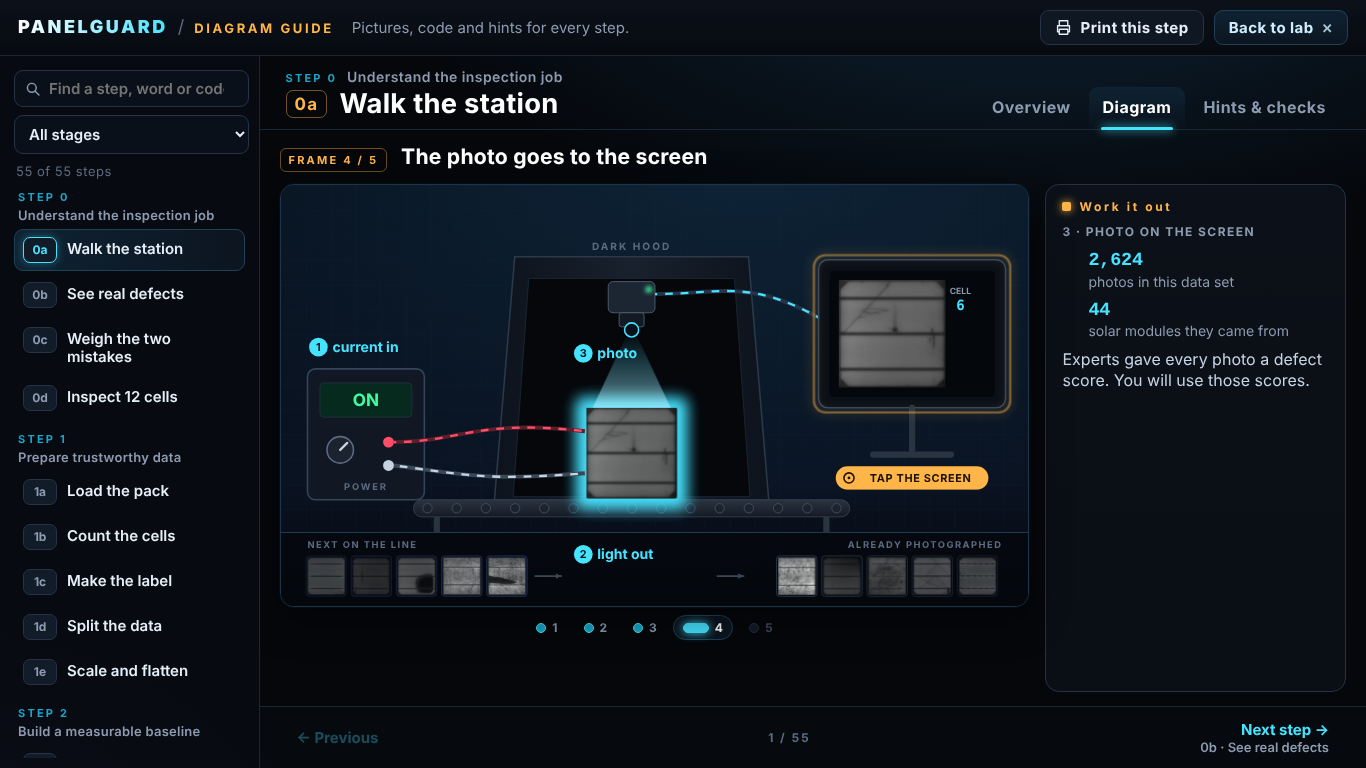 PANELGUARD / DIAGRAM GUIDE Pictures, code and hints for every step.
Print this step
Back to lab ×
Find a step, word or cod
All stages
55 of 55 steps
STEP 0
Understand the inspection job
0a Walk the station
0b See real defects
0c Weigh the two
mistakes
0d Inspect 12 cells
STEP 1
Prepare trustworthy data
1a Load the pack
1b Count the cells
1c Make the label
1d Split the data
1e Scale and flatten
STEP 2
Build a measurable baseline
STEP 0 Understand the inspection job
0a Walk the station
Overview
Diagram
Hints & checks
FRAME 4 / 5 The photo goes to the screen
DARK HOOD
CELL
6
1 current in
3 photo
ON
POWER
TAP THE SCREEN
NEXT ON THE LINE
2 light out
ALREADY PHOTOGRAPHED
1 2 3 4 5
Work it out
3 · PHOTO ON THE SCREEN
2,624
photos in this data set
44
solar modules they came from
Experts gave every photo a defect
score. You will use those scores.
← Previous
1 / 55
Next step →
0b · See real defects